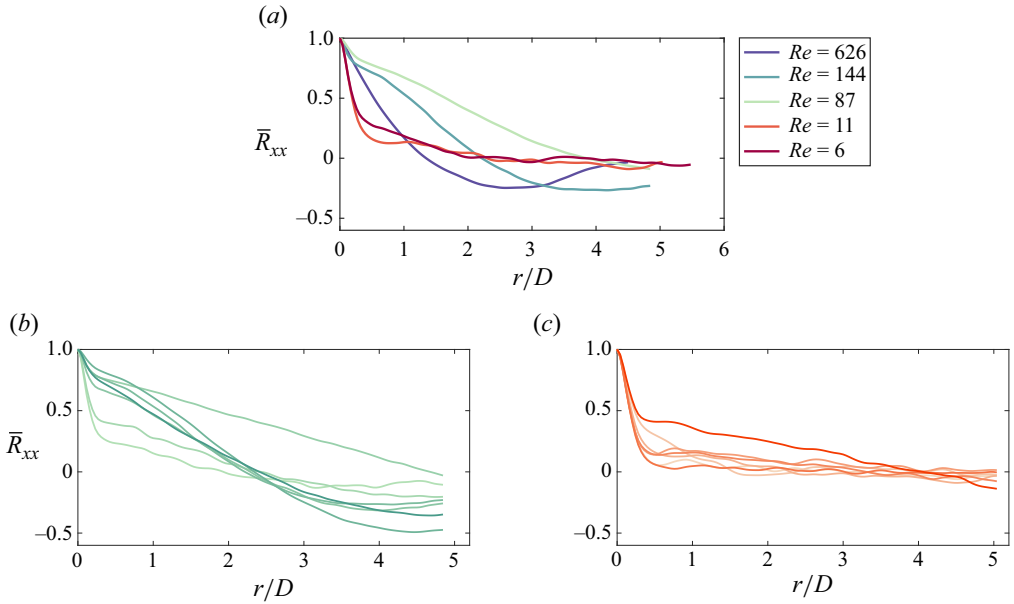 (a)
1.0
0.5
0
–0.5
R̅xx
0 1 2 3 4 5 6
r/D
Re = 626
Re = 144
Re = 87
Re = 11
Re = 6
(b)
1.0
0.5
0
–0.5
R̅xx
0 1 2 3 4 5
r/D
(c)
1.0
0.5
0
–0.5
0 1 2 3 4 5
r/D